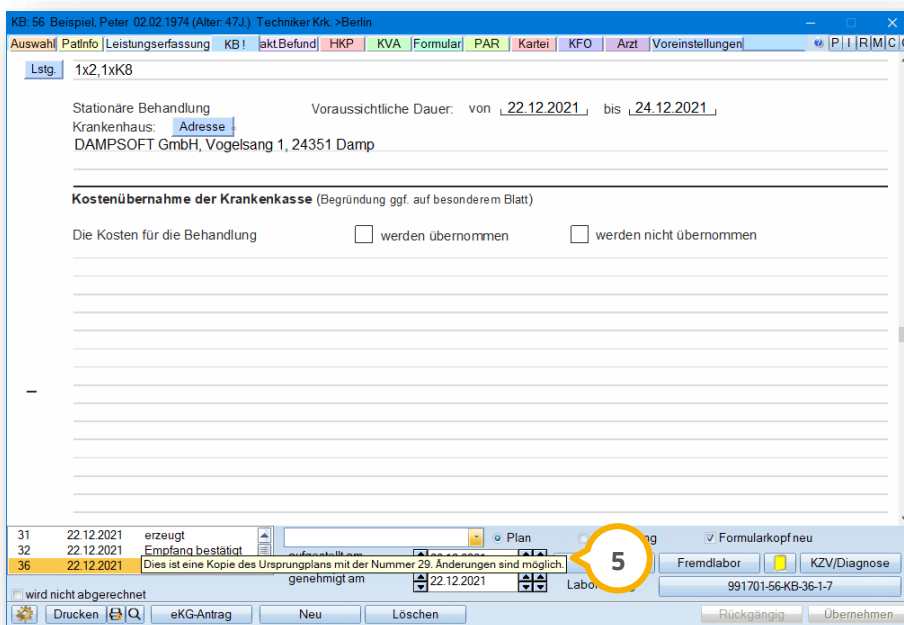 KB: 56 Beispiel, Peter 02.02.1974 (Alter: 47J.) Techniker Krk. >Berlin
Auswahl PatInfo Leistungserfassung KB! akt.Befund HKP KVA Formular PAR Kartei KFO Arzt Voreinstellungen P I R M C
Lstg. 1x2,1xK8
Stationäre Behandlung Voraussichtliche Dauer: von 22.12.2021 bis 24.12.2021
Krankenhaus: Adresse
DAMPSOFT GmbH, Vogelsang 1, 24351 Damp
Kostenübernahme der Krankenkasse (Begründung ggf. auf besonderem Blatt)
Die Kosten für die Behandlung werden übernommen werden nicht übernommen
31 22.12.2021 erzeugt Plan Formularkopf neu
32 22.12.2021 Empfang bestätigt
36 22.12.2021 Dies ist eine Kopie des Ursprungplans mit der Nummer 29. Änderungen sind möglich. 5 Fremdlabor KZV/Diagnose
genehmigt am 22.12.2021 991701-56-KB-36-1-7
wird nicht abgerechnet
Drucken eKG-Antrag Neu Löschen Rückgängig Übernehmen